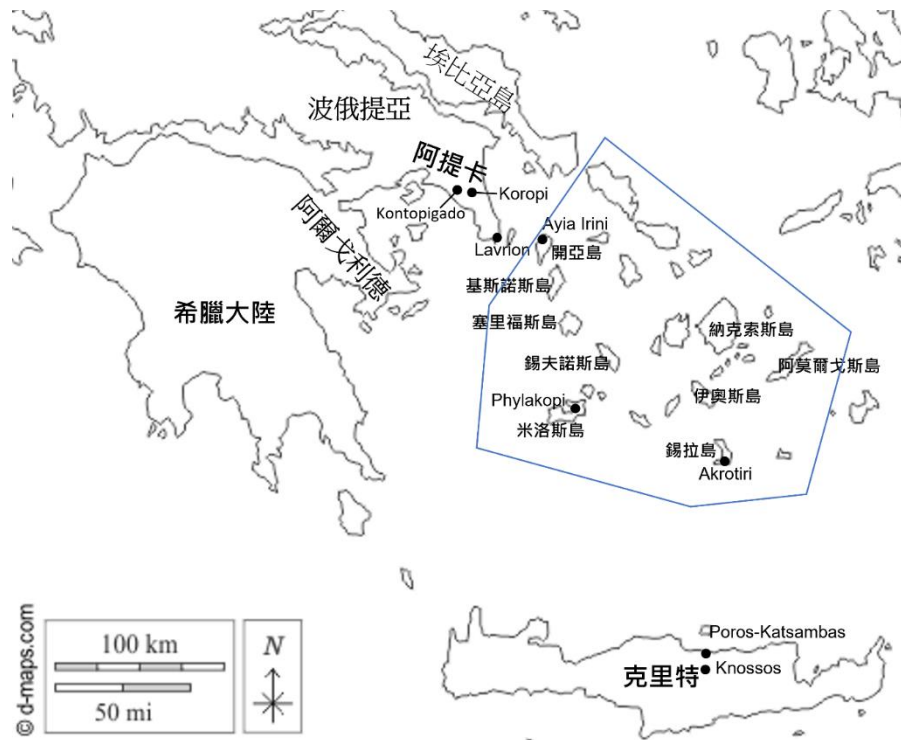 埃比亞島
波俄提亞
阿提卡
Koropi
Kontopigado
阿爾戈利德
Lavrion
Ayia Irini
開亞島
基斯諾斯島
希臘大陸
塞里福斯島
納克索斯島
錫夫諾斯島
阿莫爾戈斯島
Phylakopi
伊奧斯島
米洛斯島
錫拉島
Akrotiri
© d-maps.com
100 km
50 mi
N
Poros-Katsambas
克里特
Knossos